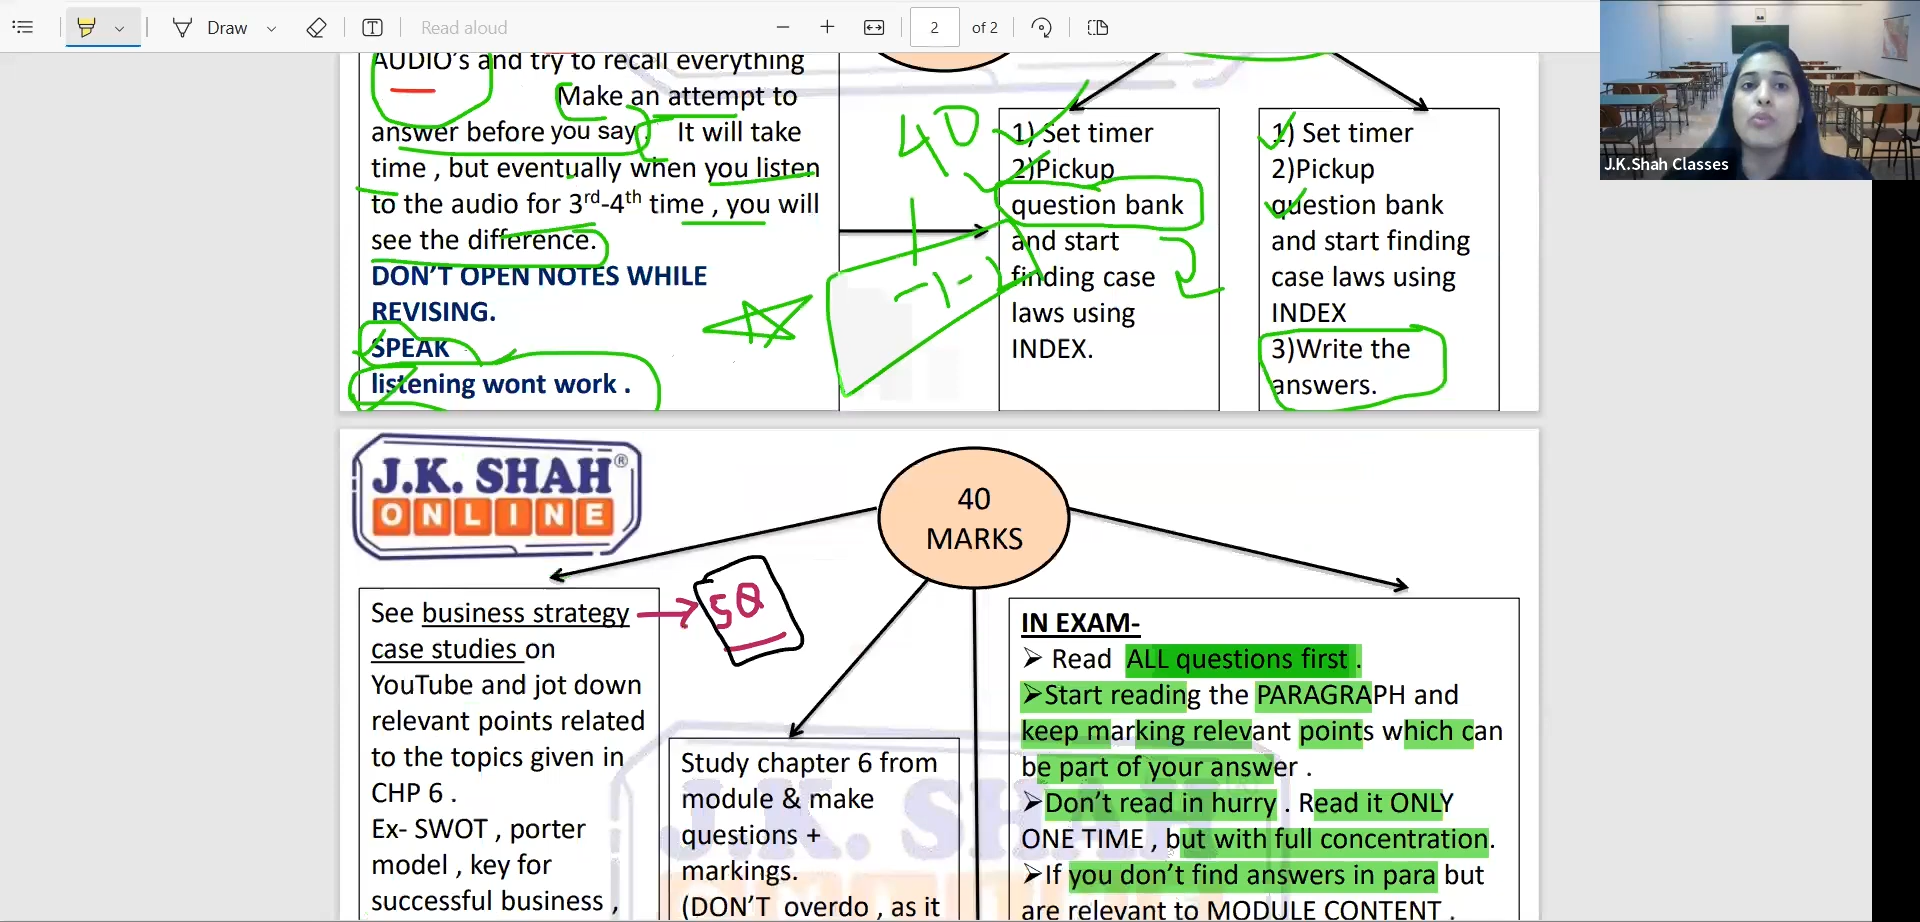 Draw
Read aloud
2
of 2
J.K.Shah Classes
AUDIO's and try to recall everything
Make an attempt to
answer before you say . It will take
time , but eventually when you listen
to the audio for 3rd-4th time , you will
see the difference.
DON'T OPEN NOTES WHILE
REVISING.
SPEAK
listening wont work .
40
1) Set timer
2)Pickup
question bank
and start
finding case
laws using
INDEX.
1) Set timer
2)Pickup
question bank
and start finding
case laws using
INDEX
3)Write the
answers.
J.K. SHAH®
ONLINE
40
MARKS
See business strategy
case studies on
YouTube and jot down
relevant points related
to the topics given in
CHP 6 .
Ex- SWOT , porter
model , key for
successful business ,
5Q
Study chapter 6 from
module & make
questions +
markings.
(DON'T overdo , as it
IN EXAM-
➢ Read ALL questions first .
➢Start reading the PARAGRAPH and
keep marking relevant points which can
be part of your answer .
➢Don't read in hurry . Read it ONLY
ONE TIME , but with full concentration.
➢If you don't find answers in para but
are relevant to MODULE CONTENT .
J.K. SHAH